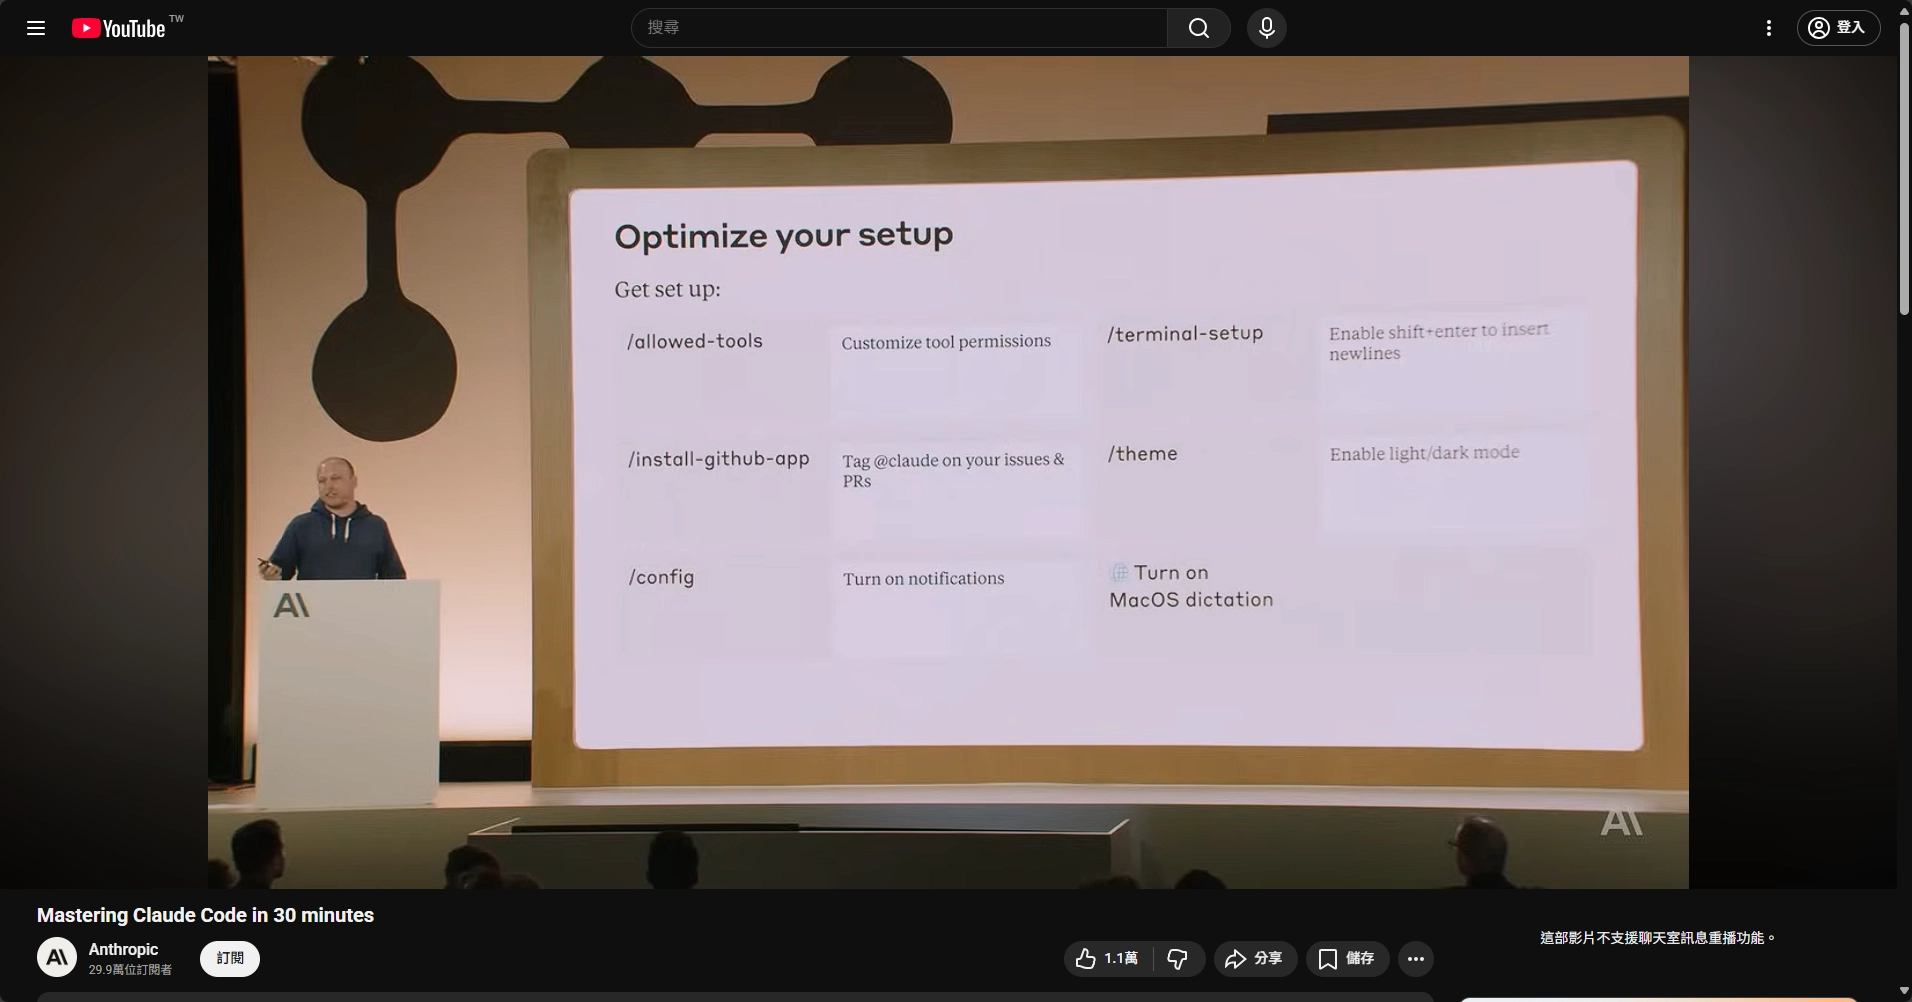 YouTube TW
搜尋
登入
Optimize your setup
Get set up:
/allowed-tools
Customize tool permissions
/terminal-setup
Enable shift+enter to insert
newlines
/install-github-app
Tag @claude on your issues &
PRs
/theme
Enable light/dark mode
/config
Turn on notifications
Turn on
MacOS dictation
A\
A\
Mastering Claude Code in 30 minutes
A\
Anthropic
29.9萬位訂閱者
訂閱
1.1萬
分享
儲存
這部影片不支援聊天室訊息重播功能。